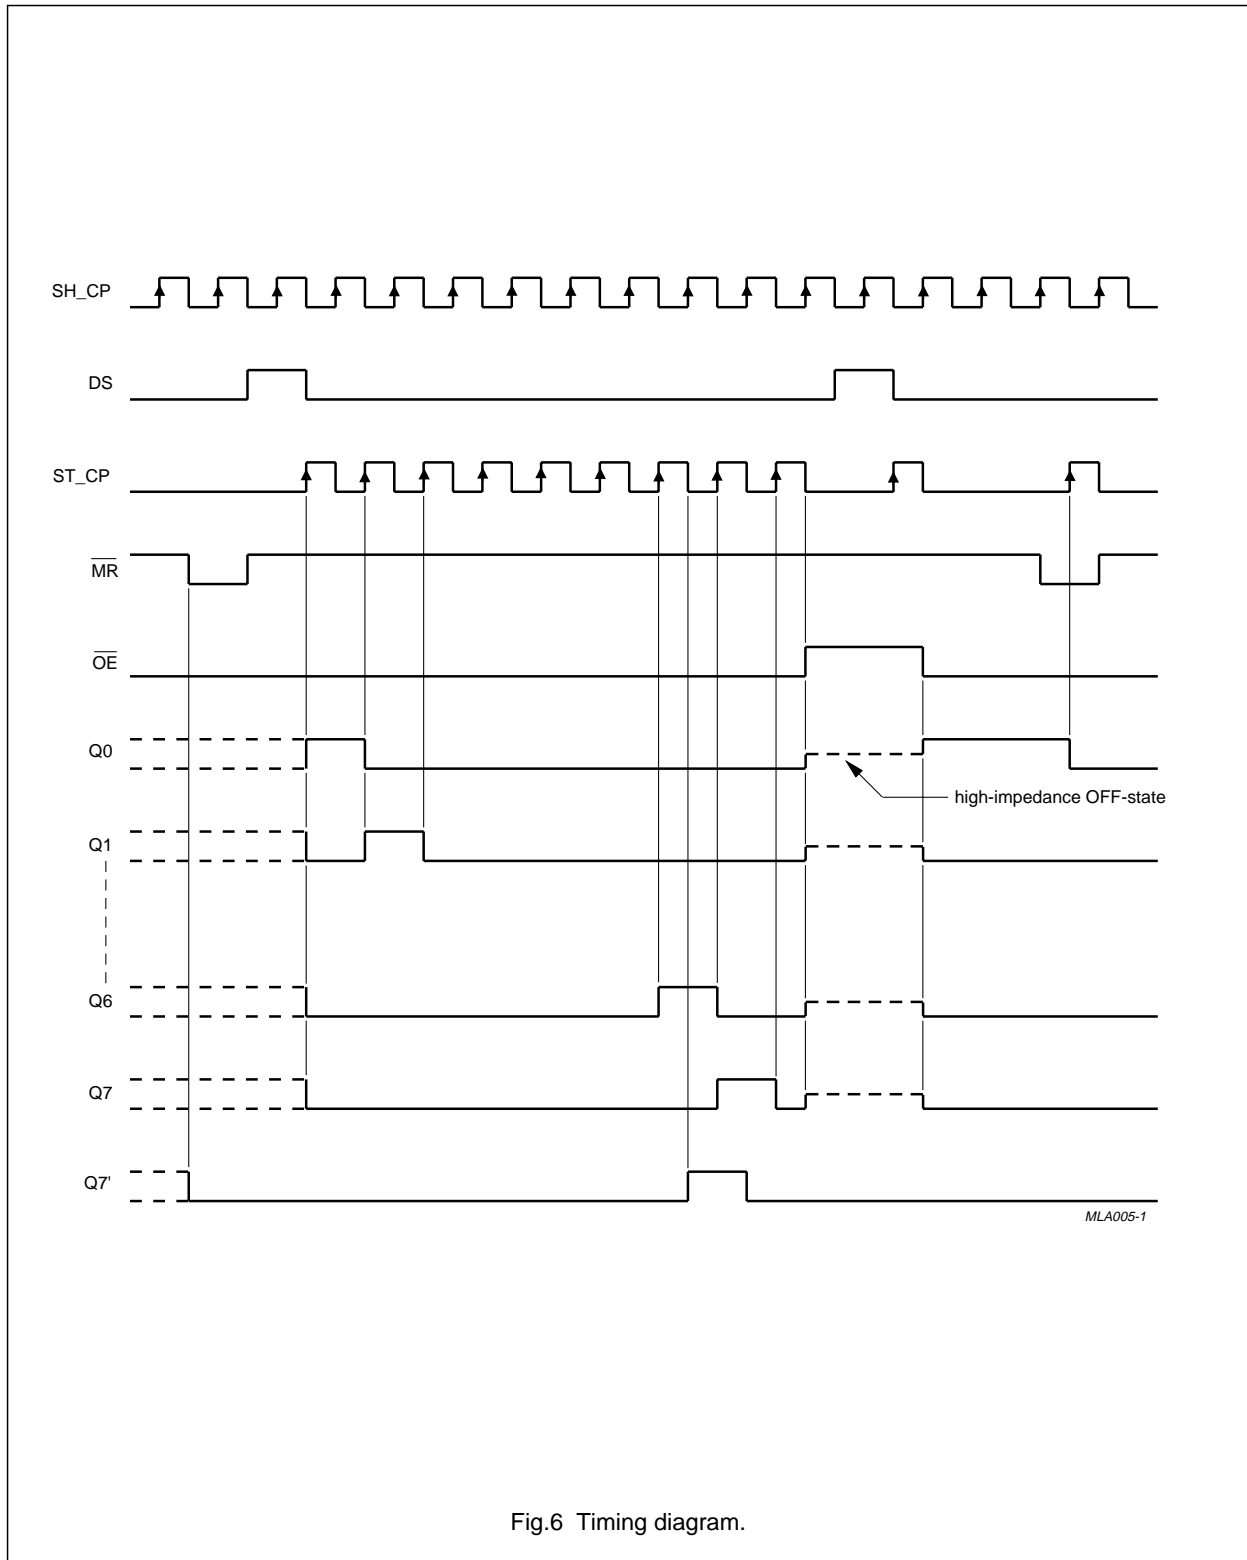 SH_CP
DS
ST_CP
MR
OE
Q0
high-impedance OFF-state
Q1
Q6
Q7
Q7'
MLA005-1
Fig.6 Timing diagram.